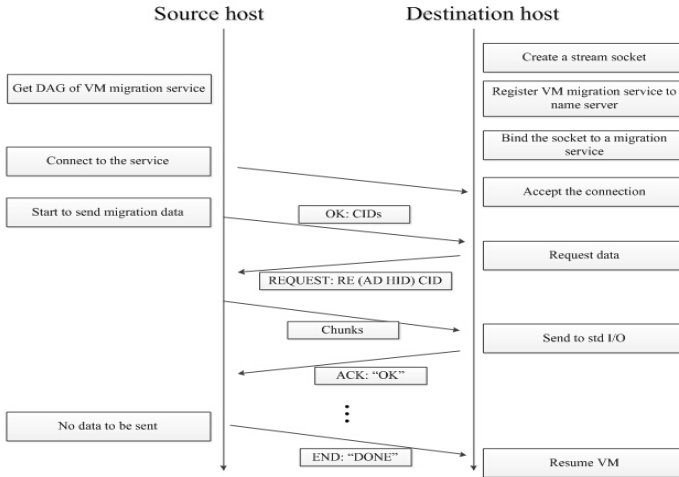 Source host
Destination host
Create a stream socket
Get DAG of VM migration service
Register VM migration service to
name server
Bind the socket to a migration
service
Connect to the service
Accept the connection
Start to send migration data
OK: CIDs
Request data
REQUEST: RE (AD HID) CID
Chunks
Send to std I/O
ACK: “OK”
No data to be sent
END: “DONE”
Resume VM